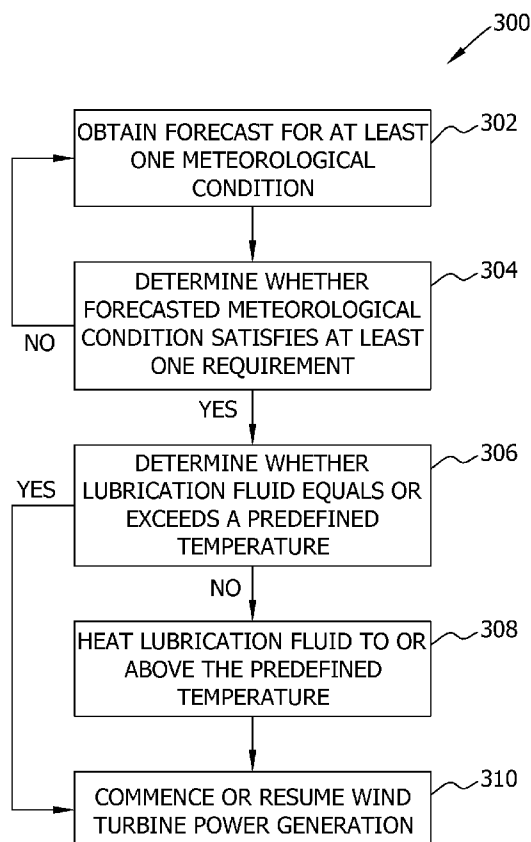 300
OBTAIN FORECAST FOR AT LEAST
ONE METEOROLOGICAL
CONDITION
302
DETERMINE WHETHER
FORECASTED METEOROLOGICAL
CONDITION SATISFIES AT LEAST
ONE REQUIREMENT
304
NO
YES
DETERMINE WHETHER
LUBRICATION FLUID EQUALS OR
EXCEEDS A PREDEFINED
TEMPERATURE
306
YES
NO
HEAT LUBRICATION FLUID TO OR
ABOVE THE PREDEFINED
TEMPERATURE
308
COMMENCE OR RESUME WIND
TURBINE POWER GENERATION
310